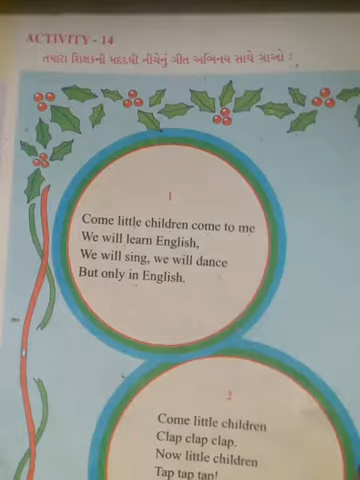 ACTIVITY - 14
તમારા શિક્ષકની મદદથી નીચેનું ગીત અભિનય સાથે ગાઓ :
1
Come little children come to me
We will learn English,
We will sing, we will dance
But only in English.
2
Come little children
Clap clap clap.
Now little children
Tap tap tap!